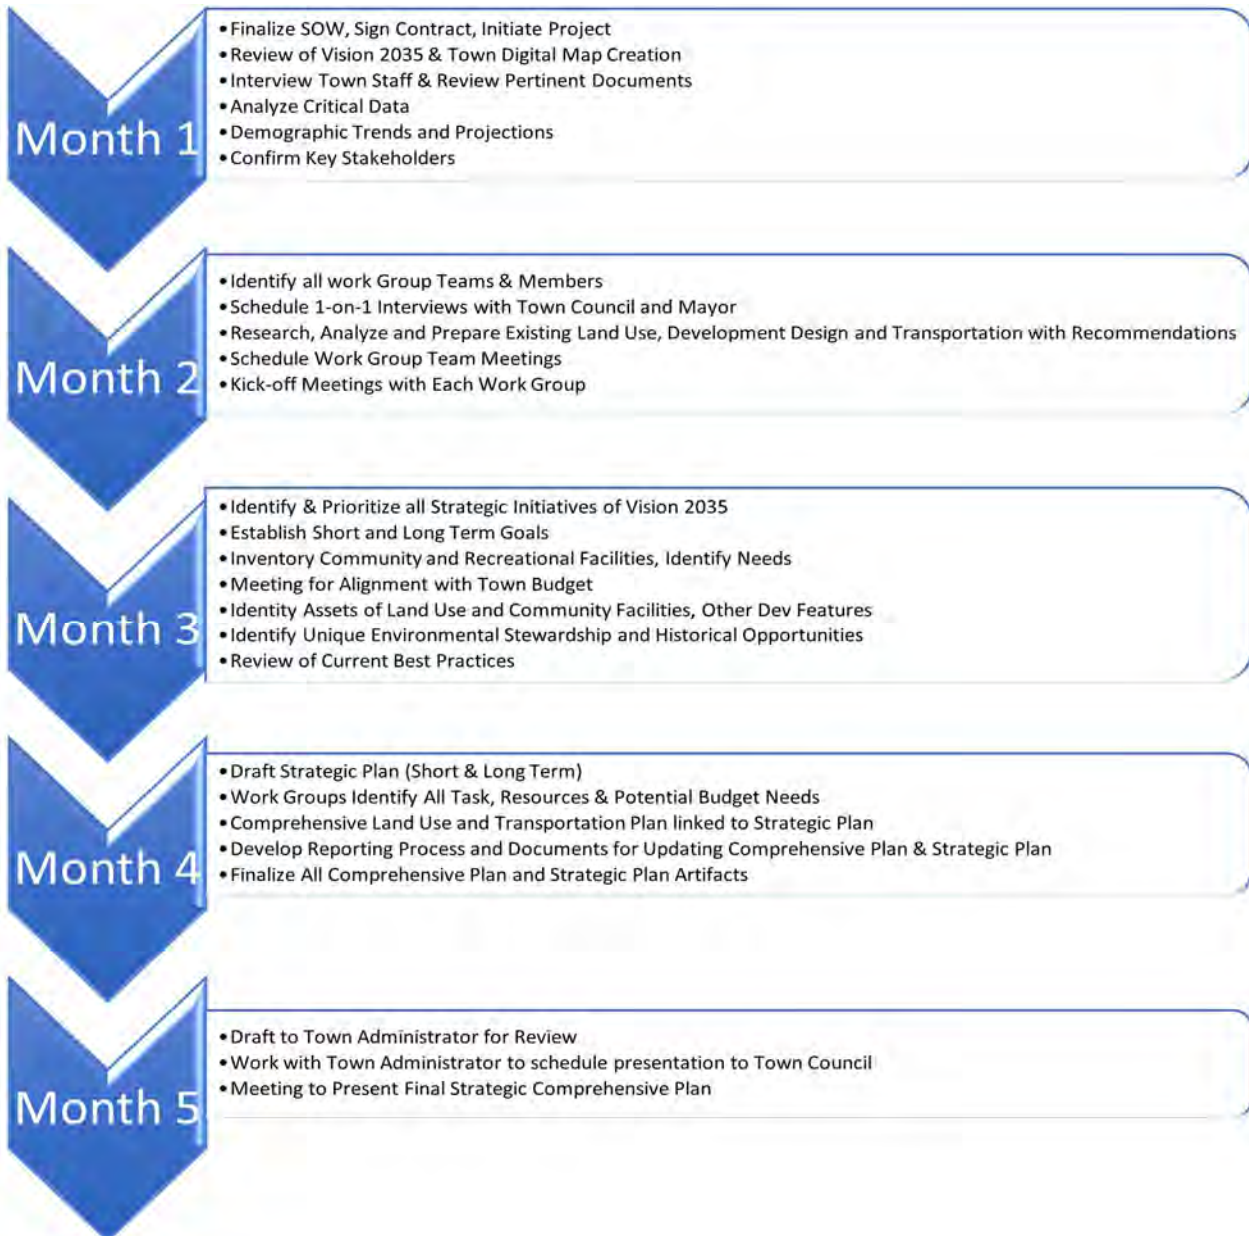 Month 1
•Finalize SOW, Sign Contract, Initiate Project
•Review of Vision 2035 & Town Digital Map Creation
•Interview Town Staff & Review Pertinent Documents
•Analyze Critical Data
•Demographic Trends and Projections
•Confirm Key Stakeholders
Month 2
•Identify all work Group Teams & Members
•Schedule 1-on-1 Interviews with Town Council and Mayor
•Research, Analyze and Prepare Existing Land Use, Development Design and Transportation with Recommendations
•Schedule Work Group Team Meetings
•Kick-off Meetings with Each Work Group
Month 3
•Identify & Prioritize all Strategic Initiatives of Vision 2035
•Establish Short and Long Term Goals
•Inventory Community and Recreational Facilities, Identify Needs
•Meeting for Alignment with Town Budget
•Identity Assets of Land Use and Community Facilities, Other Dev Features
•Identify Unique Environmental Stewardship and Historical Opportunities
•Review of Current Best Practices
Month 4
•Draft Strategic Plan (Short & Long Term)
•Work Groups Identify All Task, Resources & Potential Budget Needs
•Comprehensive Land Use and Transportation Plan linked to Strategic Plan
•Develop Reporting Process and Documents for Updating Comprehensive Plan & Strategic Plan
•Finalize All Comprehensive Plan and Strategic Plan Artifacts
Month 5
•Draft to Town Administrator for Review
•Work with Town Administrator to schedule presentation to Town Council
•Meeting to Present Final Strategic Comprehensive Plan